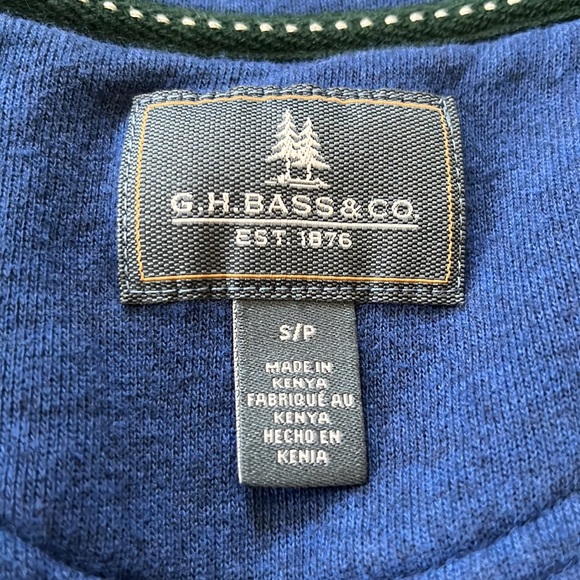 G.H.BASS&CO.
EST. 1876
S/P
MADE IN
KENYA
FABRIQUÉ AU
KENYA
HECHO EN
KENIA